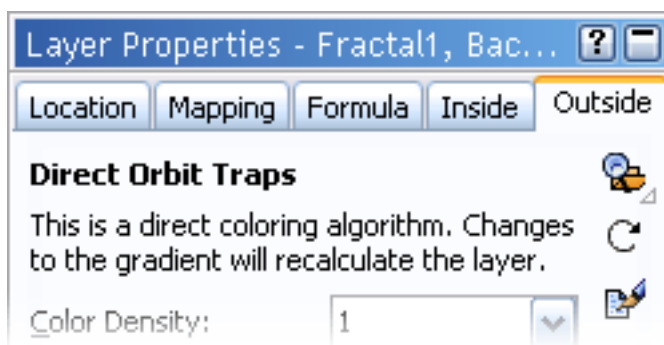 Layer Properties - Fractal1, Bac...
Location Mapping Formula Inside Outside
Direct Orbit Traps
This is a direct coloring algorithm. Changes
to the gradient will recalculate the layer.
Color Density: 1